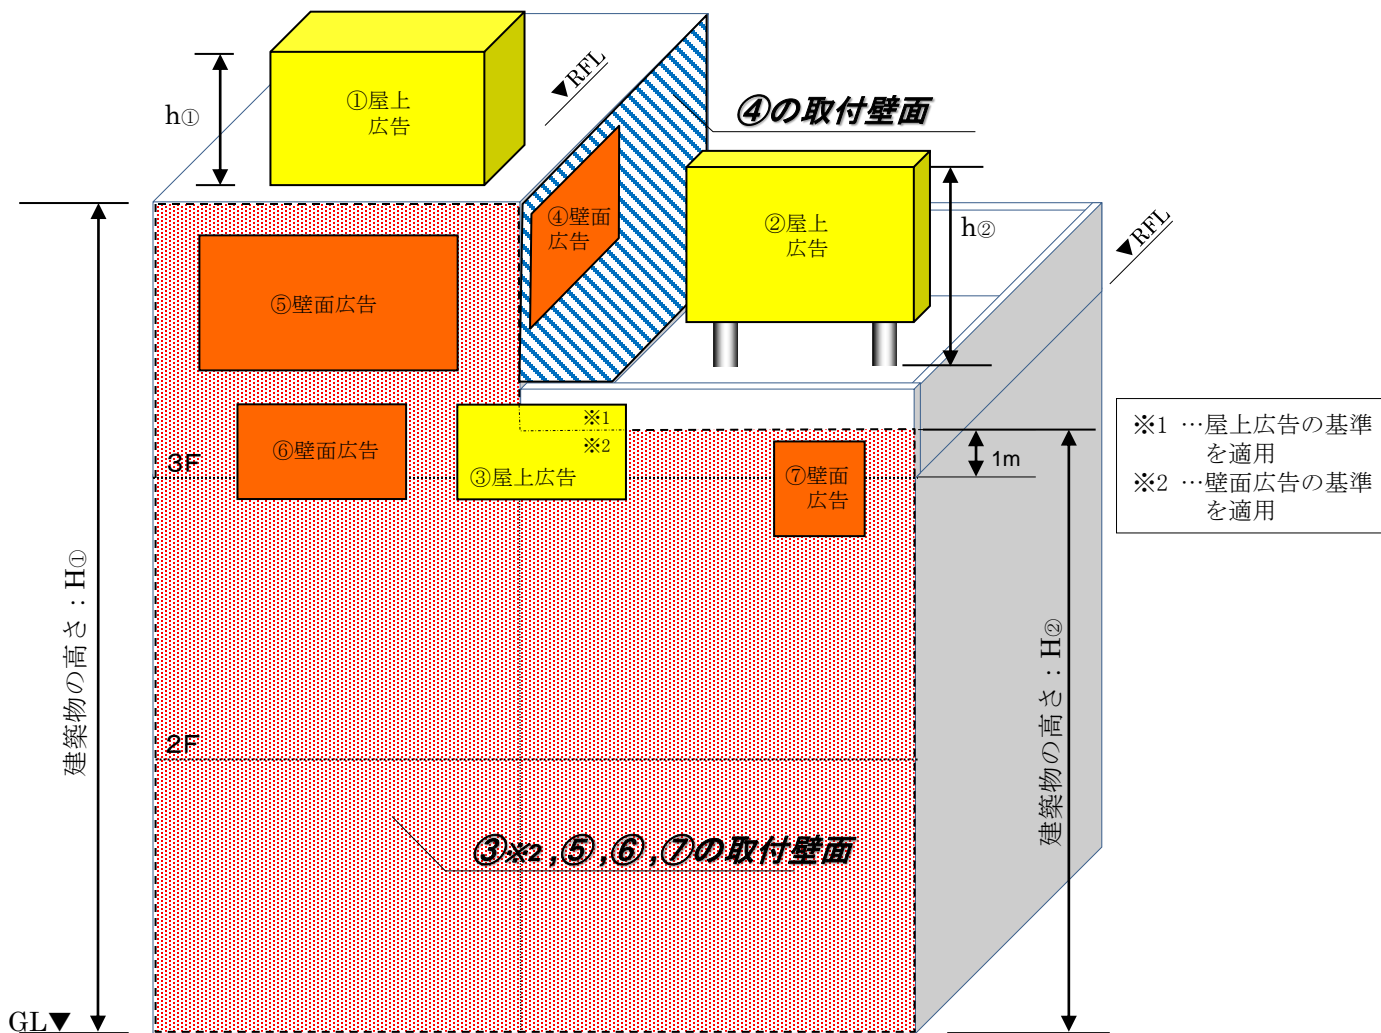 ①屋上
広告
▼RFL
h①
④の取付壁面
④壁面
広告
②屋上
広告
h②
▼RFL
⑤壁面広告
※1
※2
⑥壁面広告
③屋上広告
⑦壁面
広告
1m
※1 …屋上広告の基準
を適用
※2 …壁面広告の基準
を適用
3F
建築物の高さ：H①
建築物の高さ：H②
2F
③※2 ,⑤ ,⑥ ,⑦の取付壁面
GL▼